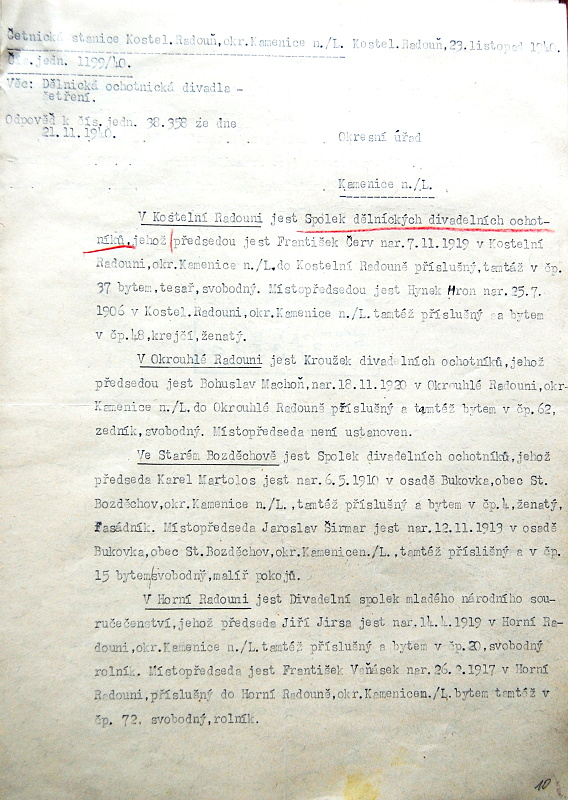 Četnická stanice Kostel.Radouň,okr.Kamenice n./L. Kostel.Radouň,23.listopad 1940.
Čís.jedn. 1199/40.
Věc: Dělnická ochotnická divadla -
šetření.
Odpověď k čís.jedn. 38.358 ze dne
21.11.1940.
Okresní úřad
Kamenice n./L.
V Kostelní Radouni jest Spolek dělnických divadelních ochot-
níků,jehož předsedou jest František Červ nar.7.11.1919 v Kostelní
Radouni,okr.Kamenice n./L.do Kostelní Radouně příslušný,tamtáž v čp.
37 bytem,tesař,svobodný. Místopředsedou jest Hynek Hron nar.25.7.
1906 v Kostel.Radouni,okr.Kamenice n./L.tamtéž příslušný a bytem
v čp.48,krejčí,ženatý.
V Okrouhlé Radouni jest Kroužek divadelních ochotníků,jehož
předsedou jest Bohuslav Machoň,nar.18.11.1920 v Okrouhlé Radouni,okr.
Kamenice n./L.do Okrouhlé Radouně příslušný a tamtéž bytem v čp.62,
zedník,svobodný. Místopředseda není ustanoven.
Ve Starém Bozděchově jest Spolek divadelních ochotníků,jehož
předseda Karel Martolos jest nar.6.5.1910 v osadě Bukovka,obec St.
Bozděchov,okr.Kamenice n./L.,tamtéž příslušný a bytem v čp.4,ženatý,
fasádník. Místopředseda Jaroslav Širmar jest nar.12.11.1913 v osadě
Bukovka,obec St.Bozděchov,okr.Kamenicen./L.,tamtéž příslišný a v čp.
15 bytem/svobodný,malíř pokojů.
V Horní Radouni jest Divadelní spolek mladého národního sou-
ručečenství,jehož předseda Jiří Jirsa jest nar.14.4.1919 v Horní Ra-
douni,okr.Kamenice n./L.tamtéž příslušný a bytem v čp.20,svobodný
rolník. Místopředseda jest František Vaňásek nar.26.2.1917 v Horní
Radouni,příslušný do Horní Radouně,okr.Kamenicen./L.bytem tamtéž v
čp. 72. svobodný,rolník.
10